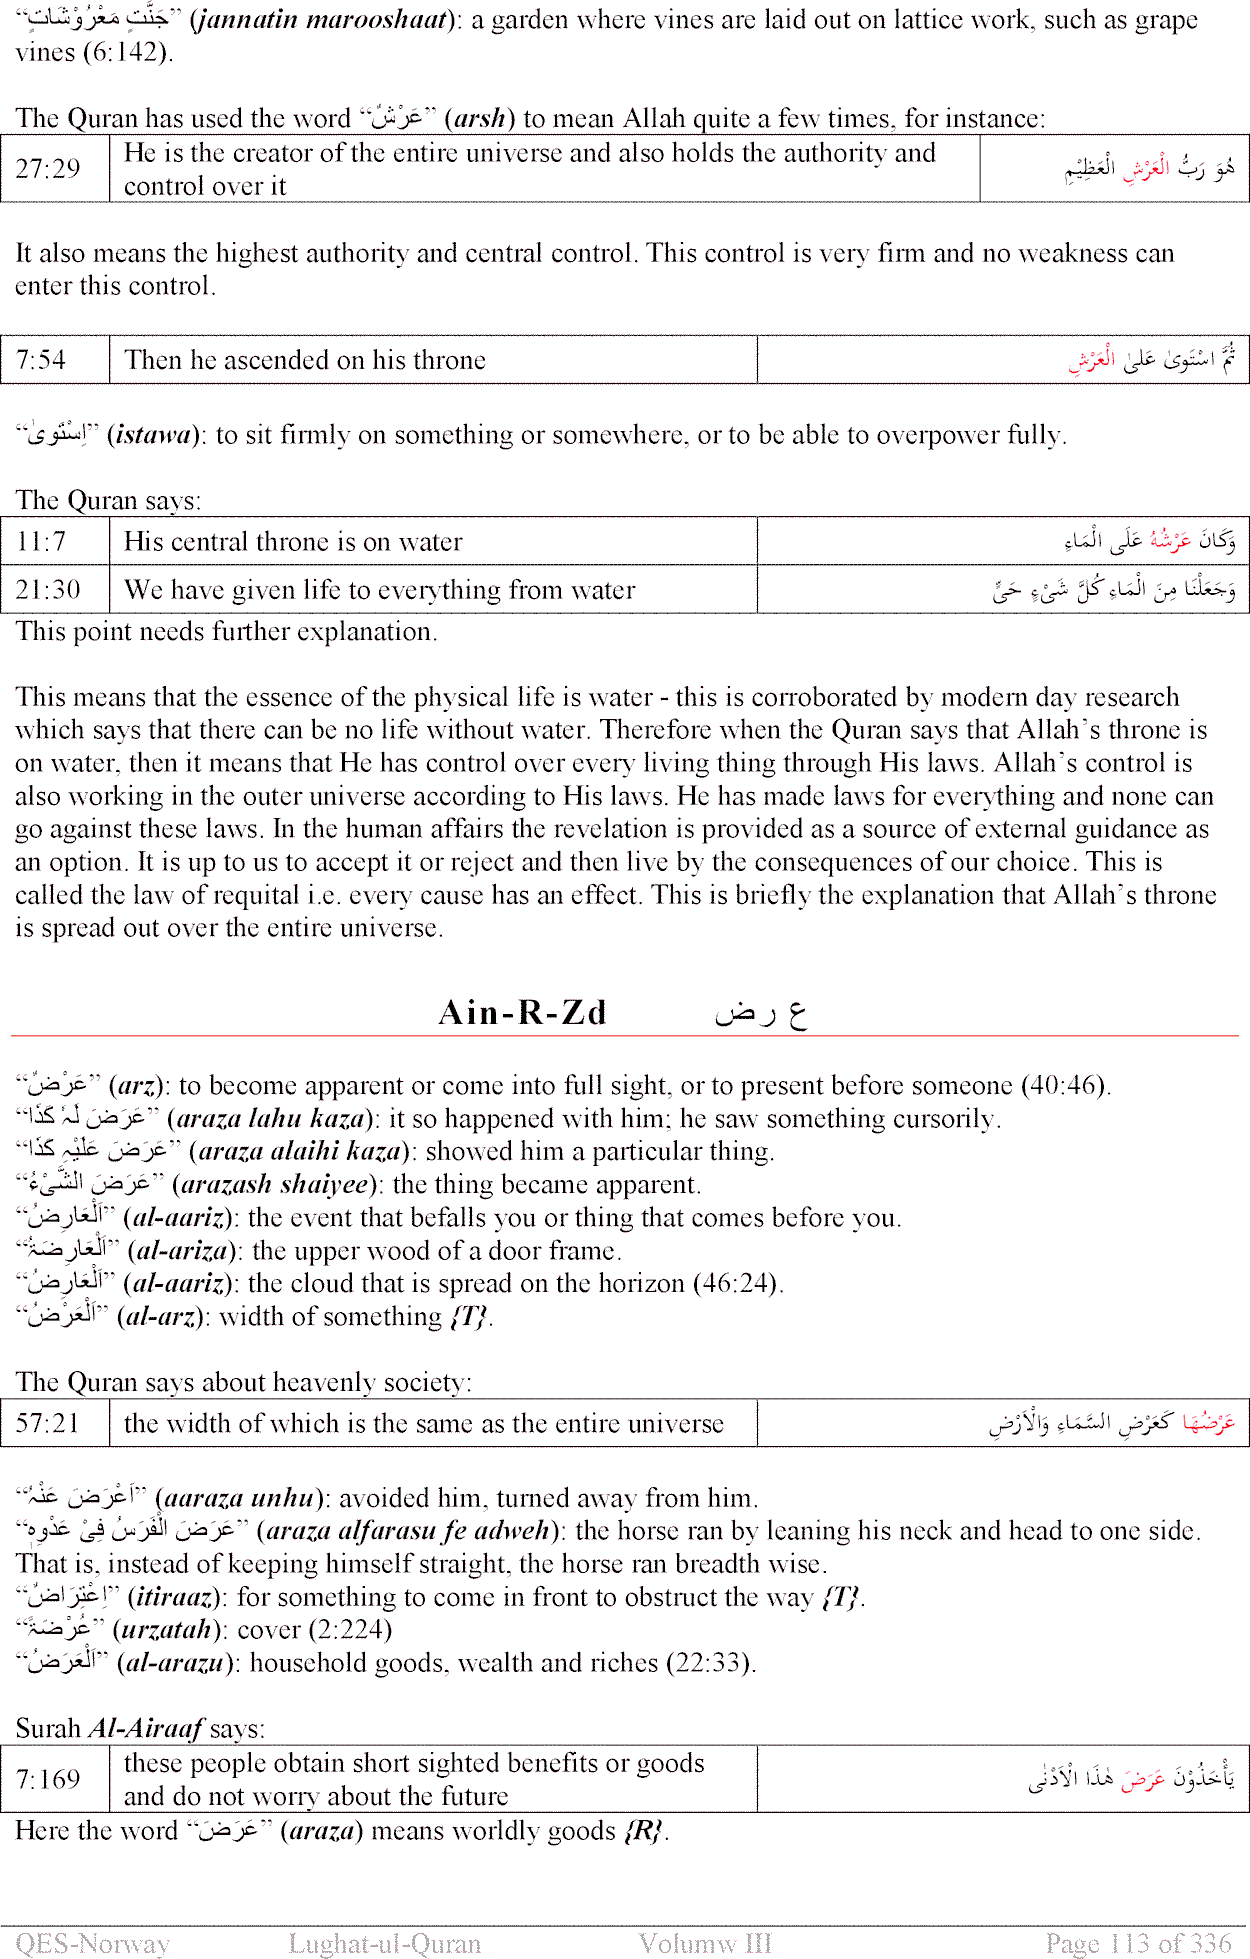 “جَنّٰتٍ مَعْرُوْشَاتٍ” (jannatin marooshaat): a garden where vines are laid out on lattice work, such as grape
vines (6:142).
The Quran has used the word “عَرْشٌ” (arsh) to mean Allah quite a few times, for instance:
27:29 He is the creator of the entire universe and also holds the authority and هُوَ رَبُّ الْعَرْشِ الْعَظِيْمِ
control over it
It also means the highest authority and central control. This control is very firm and no weakness can
enter this control.
7:54 Then he ascended on his throne ثُمَّ اسْتَوىٰ عَلیٰ الْعَرْشِ
“اِسْتَویٰ” (istawa): to sit firmly on something or somewhere, or to be able to overpower fully.
The Quran says:
11:7 His central throne is on water وَكَانَ عَرْشُهُ عَلَی الْمَاءِ
21:30 We have given life to everything from water وَجَعَلْنَا مِنَ الْمَاءِ كُلَّ شَیْءٍ حَیٍّ
This point needs further explanation.
This means that the essence of the physical life is water - this is corroborated by modern day research
which says that there can be no life without water. Therefore when the Quran says that Allah’s throne is
on water, then it means that He has control over every living thing through His laws. Allah’s control is
also working in the outer universe according to His laws. He has made laws for everything and none can
go against these laws. In the human affairs the revelation is provided as a source of external guidance as
an option. It is up to us to accept it or reject and then live by the consequences of our choice. This is
called the law of requital i.e. every cause has an effect. This is briefly the explanation that Allah’s throne
is spread out over the entire universe.
Ain-R-Zd ع ر ض
“عَرْضٌ” (arz): to become apparent or come into full sight, or to present before someone (40:46).
“عَرَضَ لَہٗ كَذَا” (araza lahu kaza): it so happened with him; he saw something cursorily.
“عَرَضَ عَلَيْہِ كَذَا” (araza alaihi kaza): showed him a particular thing.
“عَرَضَ الشَّیْءُ” (arazash shaiyee): the thing became apparent.
“اَلْعَارِضُ” (al-aariz): the event that befalls you or thing that comes before you.
“اَلْعَارِضَۃُ” (al-ariza): the upper wood of a door frame.
“اَلْعَارِضُ” (al-aariz): the cloud that is spread on the horizon (46:24).
“اَلْعَرْضُ” (al-arz): width of something {T}.
The Quran says about heavenly society:
57:21 the width of which is the same as the entire universe عَرْضُهَا كَعَرْضِ السَّمَاءِ وَالْاَرْضِ
“اَعْرَضَ عَنْہُ” (aaraza unhu): avoided him, turned away from him.
“عَرَضَ الْفَرَسُ فِیْ عَدْوِہٖ” (araza alfarasu fe adweh): the horse ran by leaning his neck and head to one side.
That is, instead of keeping himself straight, the horse ran breadth wise.
“اِعْتِرَاضٌ” (itiraaz): for something to come in front to obstruct the way {T}.
“عُرْضَۃً” (urzatah): cover (2:224)
“اَلْعَرَضُ” (al-arazu): household goods, wealth and riches (22:33).
Surah Al-Airaaf says:
7:169 these people obtain short sighted benefits or goods يَأْخُذُوْنَ عَرَضَ هٰذَا الْاَدْنٰی
and do not worry about the future
Here the word “عَرَضَ” (araza) means worldly goods {R}.
QES-Norway Lughat-ul-Quran Volumw III Page 113 of 336